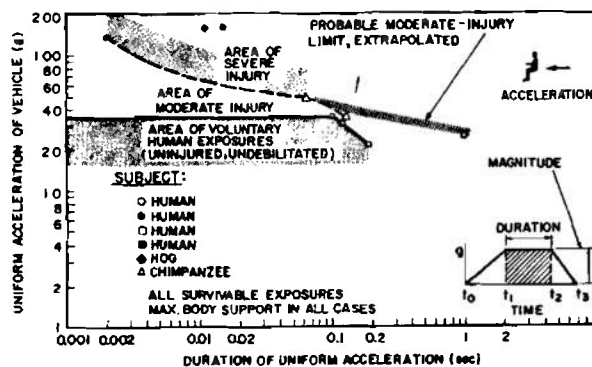 UNIFORM ACCELERATION OF VEHICLE (g)
200
100
80
60
40
20
10
8
6
4
2
1
AREA OF
SEVERE
INJURY
AREA OF
MODERATE INJURY
AREA OF VOLUNTARY
HUMAN EXPOSURES
(UNINJURED, UNDEBILITATED)
SUBJECT:
HUMAN
HUMAN
HUMAN
HUMAN
HOG
CHIMPANZEE
ALL SURVIVABLE EXPOSURES
MAX. BODY SUPPORT IN ALL CASES
PROBABLE MODERATE-INJURY
LIMIT, EXTRAPOLATED
ACCELERATION
MAGNITUDE
DURATION
g
t0 t1 t2 t3
TIME
0.001 0.002 0.01 0.02 0.1 0.2 1 2
DURATION OF UNIFORM ACCELERATION (sec)